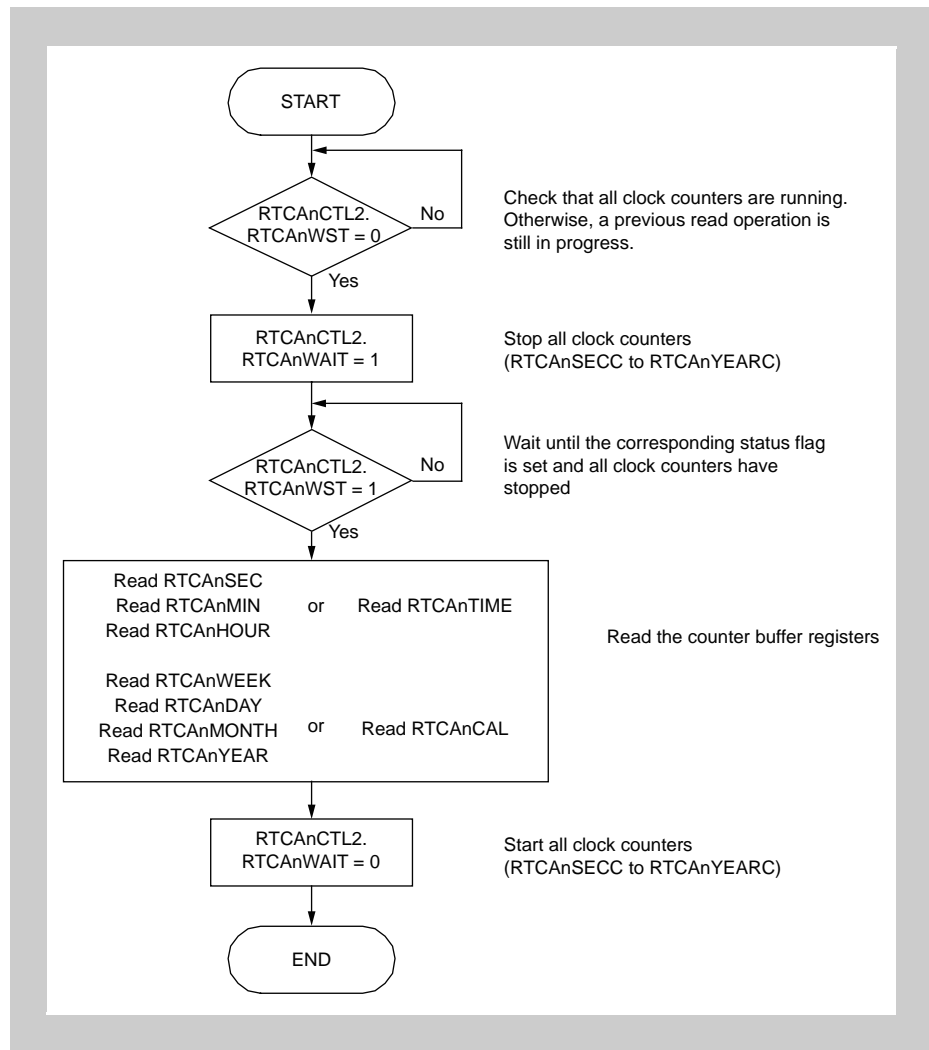 START
RTCAnCTL2.
RTCAnWST = 0
No
Check that all clock counters are running.
Otherwise, a previous read operation is
still in progress.
Yes
RTCAnCTL2.
RTCAnWAIT = 1
Stop all clock counters
(RTCAnSECC to RTCAnYEARC)
RTCAnCTL2.
RTCAnWST = 1
No
Wait until the corresponding status flag
is set and all clock counters have
stopped
Yes
Read RTCAnSEC
Read RTCAnMIN or Read RTCAnTIME
Read RTCAnHOUR
Read the counter buffer registers
Read RTCAnWEEK
Read RTCAnDAY
Read RTCAnMONTH or Read RTCAnCAL
Read RTCAnYEAR
RTCAnCTL2.
RTCAnWAIT = 0
Start all clock counters
(RTCAnSECC to RTCAnYEARC)
END